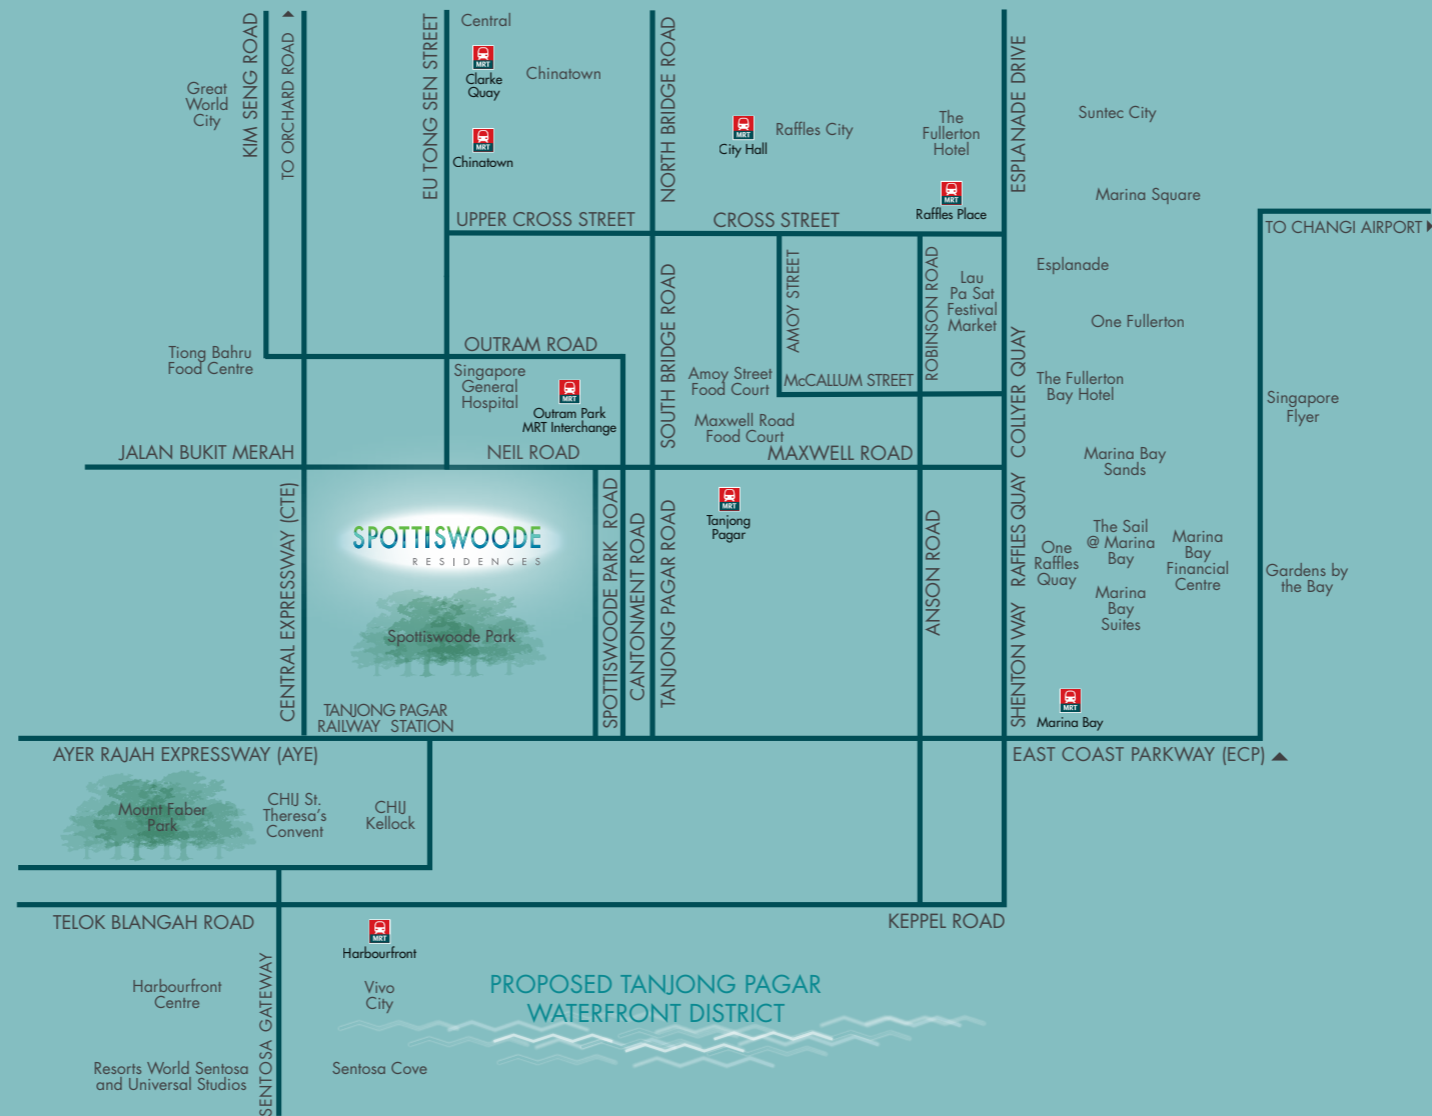 KIM SENG ROAD
TO ORCHARD ROAD
EU TONG SEN STREET
Central
MRT
Clarke
Quay
Chinatown
Great
World
City
MRT
Chinatown
NORTH BRIDGE ROAD
MRT
City Hall
Raffles City
The
Fullerton
Hotel
MRT
Raffles Place
ESPLANADE DRIVE
Suntec City
Marina Square
UPPER CROSS STREET
CROSS STREET
TO CHANGI AIRPORT
SOUTH BRIDGE ROAD
AMOY STREET
ROBINSON ROAD
Lau
Pa Sat
Festival
Market
Esplanade
One Fullerton
COLLYER QUAY
Tiong Bahru
Food Centre
OUTRAM ROAD
Singapore
General
Hospital
MRT
Outram Park
MRT Interchange
Amoy Street
Food Court
McCALLUM STREET
The Fullerton
Bay Hotel
Singapore
Flyer
Maxwell Road
Food Court
JALAN BUKIT MERAH
NEIL ROAD
MAXWELL ROAD
Marina Bay
Sands
CENTRAL EXPRESSWAY (CTE)
SPOTTISWOODE
RESIDENCES
Spottiswoode Park
SPOTTISWOODE PARK ROAD
CANTONMENT ROAD
TANJONG PAGAR ROAD
MRT
Tanjong
Pagar
ANSON ROAD
RAFFLES QUAY
SHENTON WAY
One
Raffles
Quay
The Sail
@ Marina
Bay
Marina
Bay
Suites
Marina
Bay
Financial
Centre
Gardens by
the Bay
MRT
Marina Bay
TANJONG PAGAR
RAILWAY STATION
AYER RAJAH EXPRESSWAY (AYE)
EAST COAST PARKWAY (ECP)
Mount Faber
Park
CHIJ St.
Theresa's
Convent
CHIJ
Kellock
TELOK BLANGAH ROAD
KEPPEL ROAD
MRT
Harbourfront
Harbourfront
Centre
SENTOSA GATEWAY
Vivo
City
PROPOSED TANJONG PAGAR
WATERFRONT DISTRICT
Resorts World Sentosa
and Universal Studios
Sentosa Cove